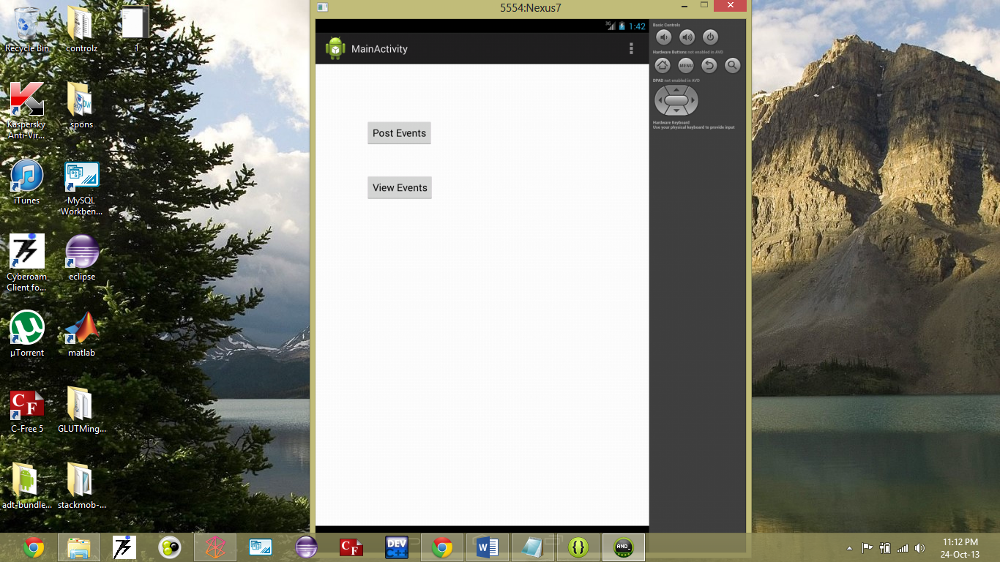 5554:Nexus7
Recycle Bin
controlz
Kaspersky
Anti-Vir...
spons
iTunes
MySQL
Workben...
Cyberoam
Client fo...
eclipse
µTorrent
matlab
C-Free 5
GLUTMing...
adt-bundle...
stackmob-...
3G
1:42
MainActivity
Post Events
View Events
Basic Controls
Hardware Buttons not enabled in AVD
MENU
DPAD not enabled in AVD
Hardware Keyboard
Use your physical keyboard to provide input
DEV
AND_
11:12 PM
24-Oct-13